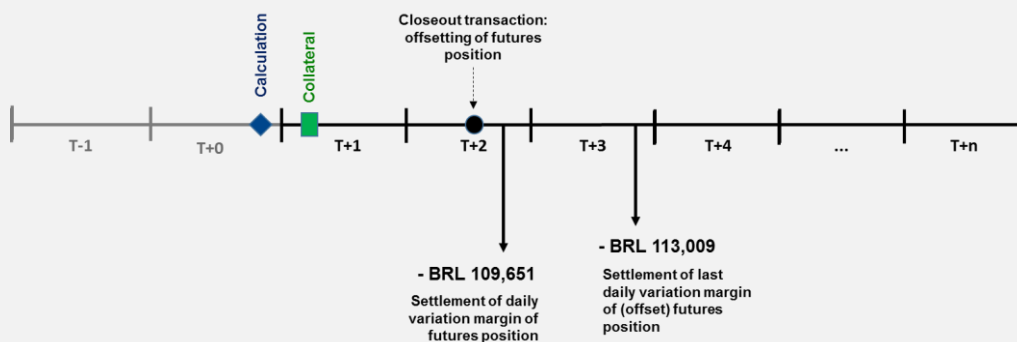 Closeout transaction:
offsetting of futures
position
Calculation
Collateral
T-1
T+0
T+1
T+2
T+3
T+4
...
T+n
- BRL 109,651
Settlement of daily
variation margin of
futures position
- BRL 113,009
Settlement of last
daily variation margin
of (offset) futures
position